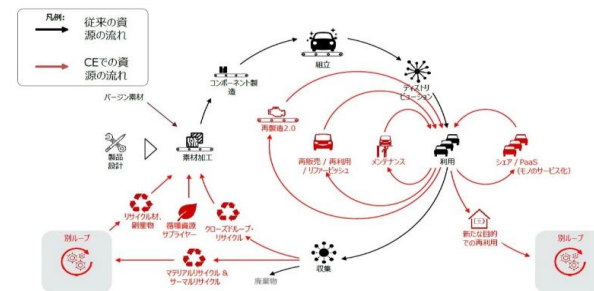 凡例:
従来の資
源の流れ
CEでの資
源の流れ
バージン素材
製品
設計
素材加工
コンポーネント製
造
組立
ディストリ
ビューション
再製造2.0
再販売 / 再利用
/ リファービッシュ
メンテナンス
利用
シェア / PaaS
(モノのサービス化)
リサイクル材、
副産物
循環資源
サプライヤー
クローズドループ・
リサイクル
新たな目的
での再利用
別ループ
マテリアルリサイクル &
サーマルリサイクル
廃棄物
収集
別ループ